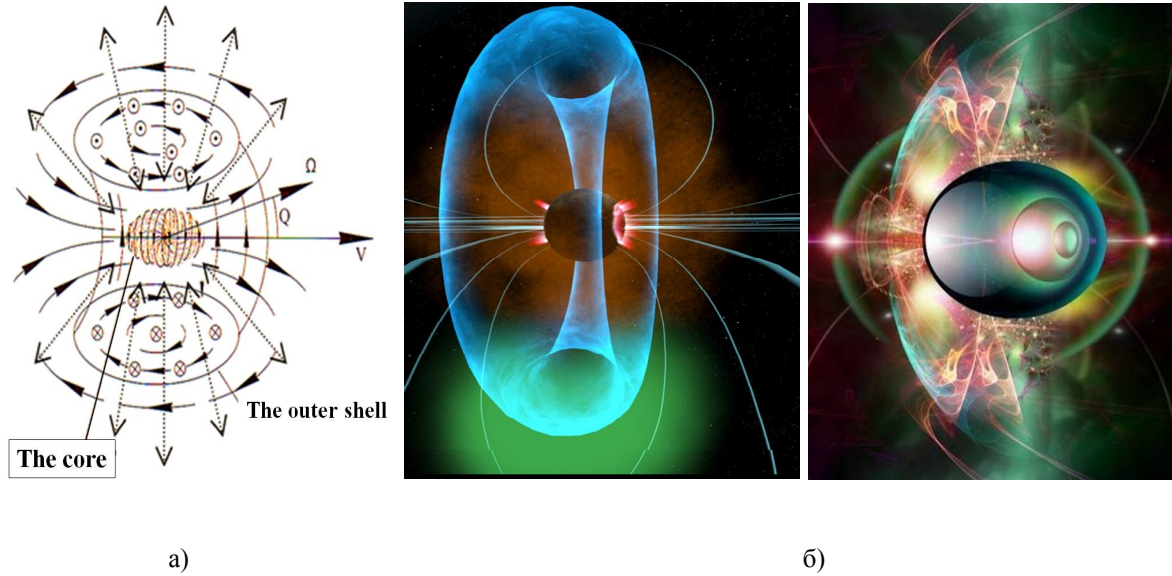 Ω
Q
V
The outer shell
The core
а)
б)